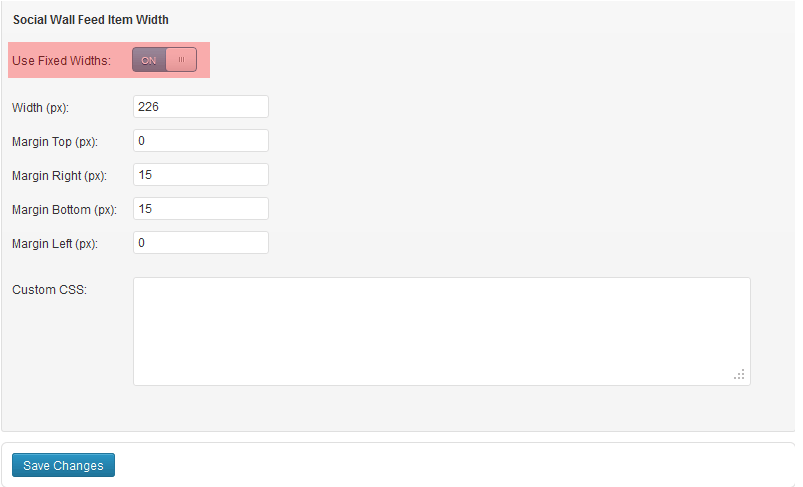 Social Wall Feed Item Width
Use Fixed Widths: ON
Width (px): 226
Margin Top (px): 0
Margin Right (px): 15
Margin Bottom (px): 15
Margin Left (px): 0
Custom CSS:
Save Changes